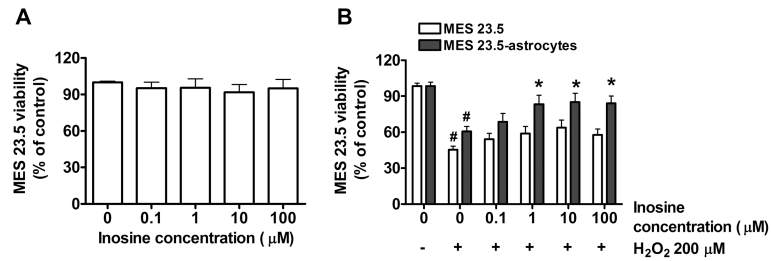 A
MES 23.5 viability
(% of control)
120
90
60
30
0
0 0.1 1 10 100
Inosine concentration ( µM)
B
MES 23.5
MES 23.5-astrocytes
MES 23.5 viability
(% of control)
120
90
60
30
0
# # * * *
0 0 0.1 1 10 100
Inosine
concentration (µM)
- + + + + + H₂O₂ 200 µM